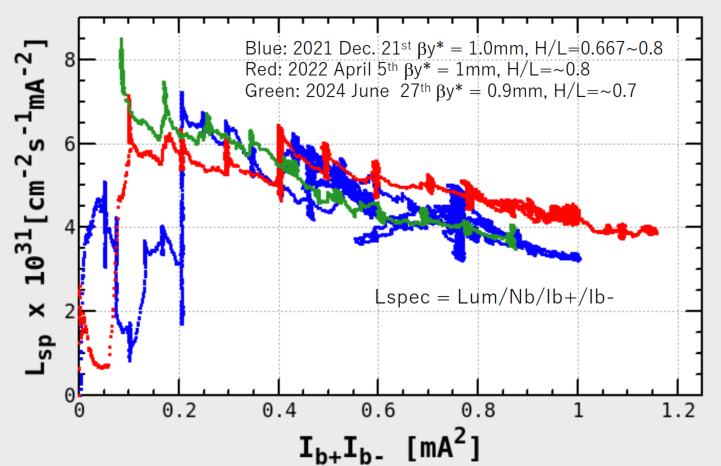 Blue: 2021 Dec. 21st βy* = 1.0mm, H/L=0.667~0.8
Red: 2022 April 5th βy* = 1mm, H/L=~0.8
Green: 2024 June 27th βy* = 0.9mm, H/L=~0.7
8
6
4
2
0
Lsp x 10^31[cm^-2s^-1mA^-2]
Lspec = Lum/Nb/Ib+/Ib-
0 0.2 0.4 0.6 0.8 1 1.2
Ib+Ib- [mA^2]